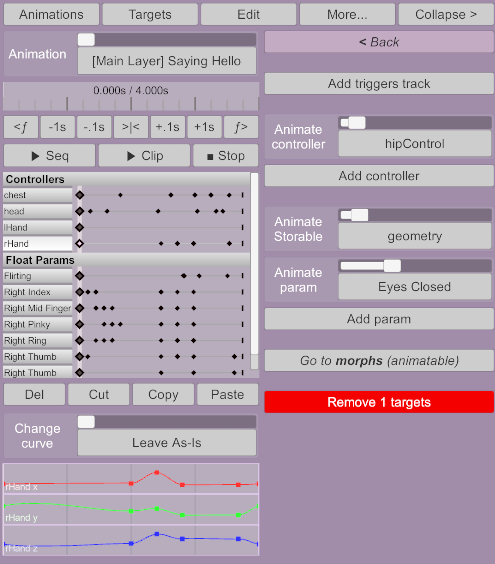 Animations
Targets
Edit
More...
Collapse >
Animation
[Main Layer] Saying Hello
0.000s / 4.000s
<ƒ
-1s
-.1s
>|<
+.1s
+1s
ƒ>
▶ Seq
▶ Clip
■ Stop
Controllers
chest
head
lHand
rHand
Float Params
Flirting
Right Index
Right Mid Finger
Right Pinky
Right Ring
Right Thumb
Right Thumb
Del
Cut
Copy
Paste
Change
curve
Leave As-Is
rHand x
rHand y
rHand z
< Back
Add triggers track
Animate
controller
hipControl
Add controller
Animate
Storable
geometry
Animate
param
Eyes Closed
Add param
Go to morphs (animatable)
Remove 1 targets